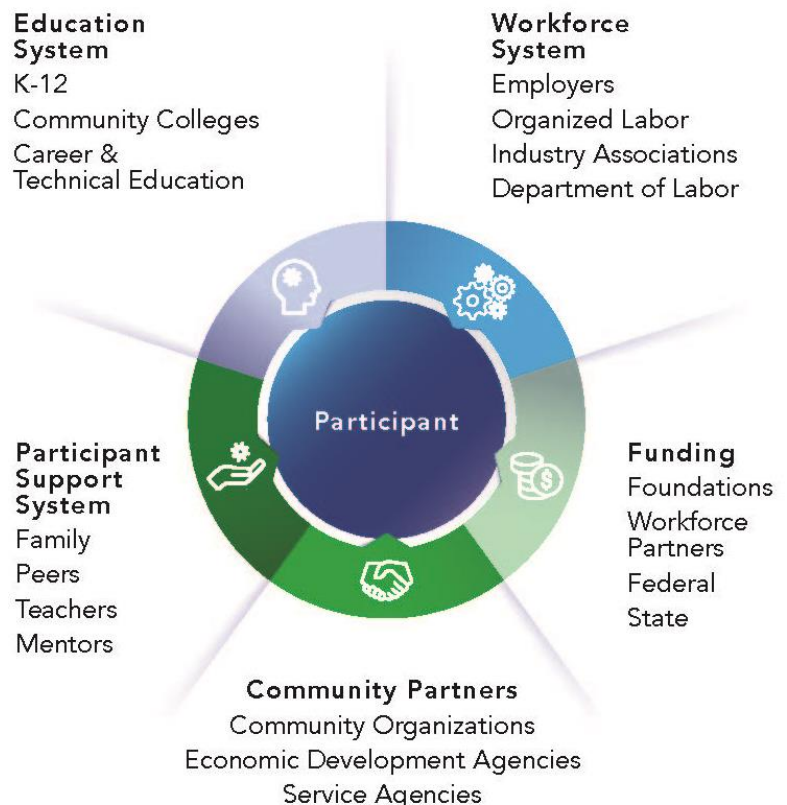 Education
System
K-12
Community Colleges
Career &
Technical Education
Workforce
System
Employers
Organized Labor
Industry Associations
Department of Labor
Participant
Participant
Support
System
Family
Peers
Teachers
Mentors
Funding
Foundations
Workforce
Partners
Federal
State
$
Community Partners
Community Organizations
Economic Development Agencies
Service Agencies